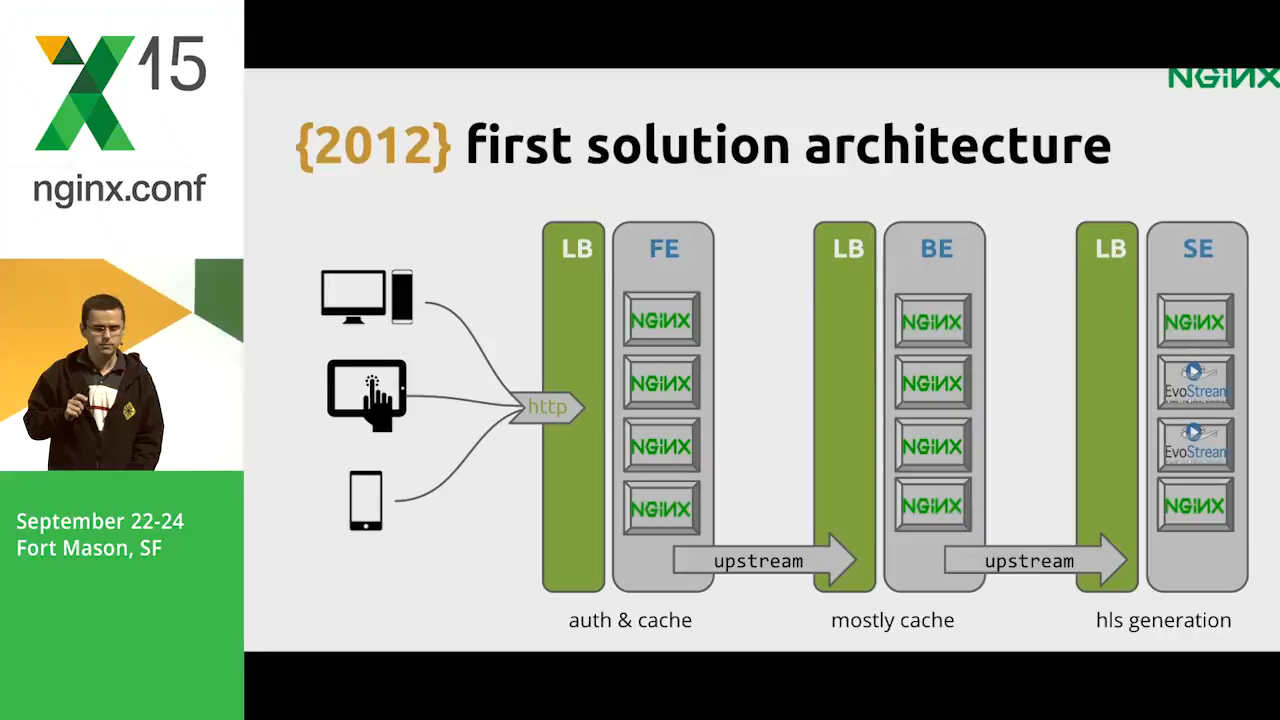 15
nginx.conf
September 22-24
Fort Mason, SF
NGiNX
{2012} first solution architecture
LB FE LB BE LB SE
NGiNX NGiNX NGiNX
NGiNX NGiNX EvoStream
http
NGiNX NGiNX EvoStream
NGiNX NGiNX NGiNX
upstream upstream
auth & cache mostly cache hls generation